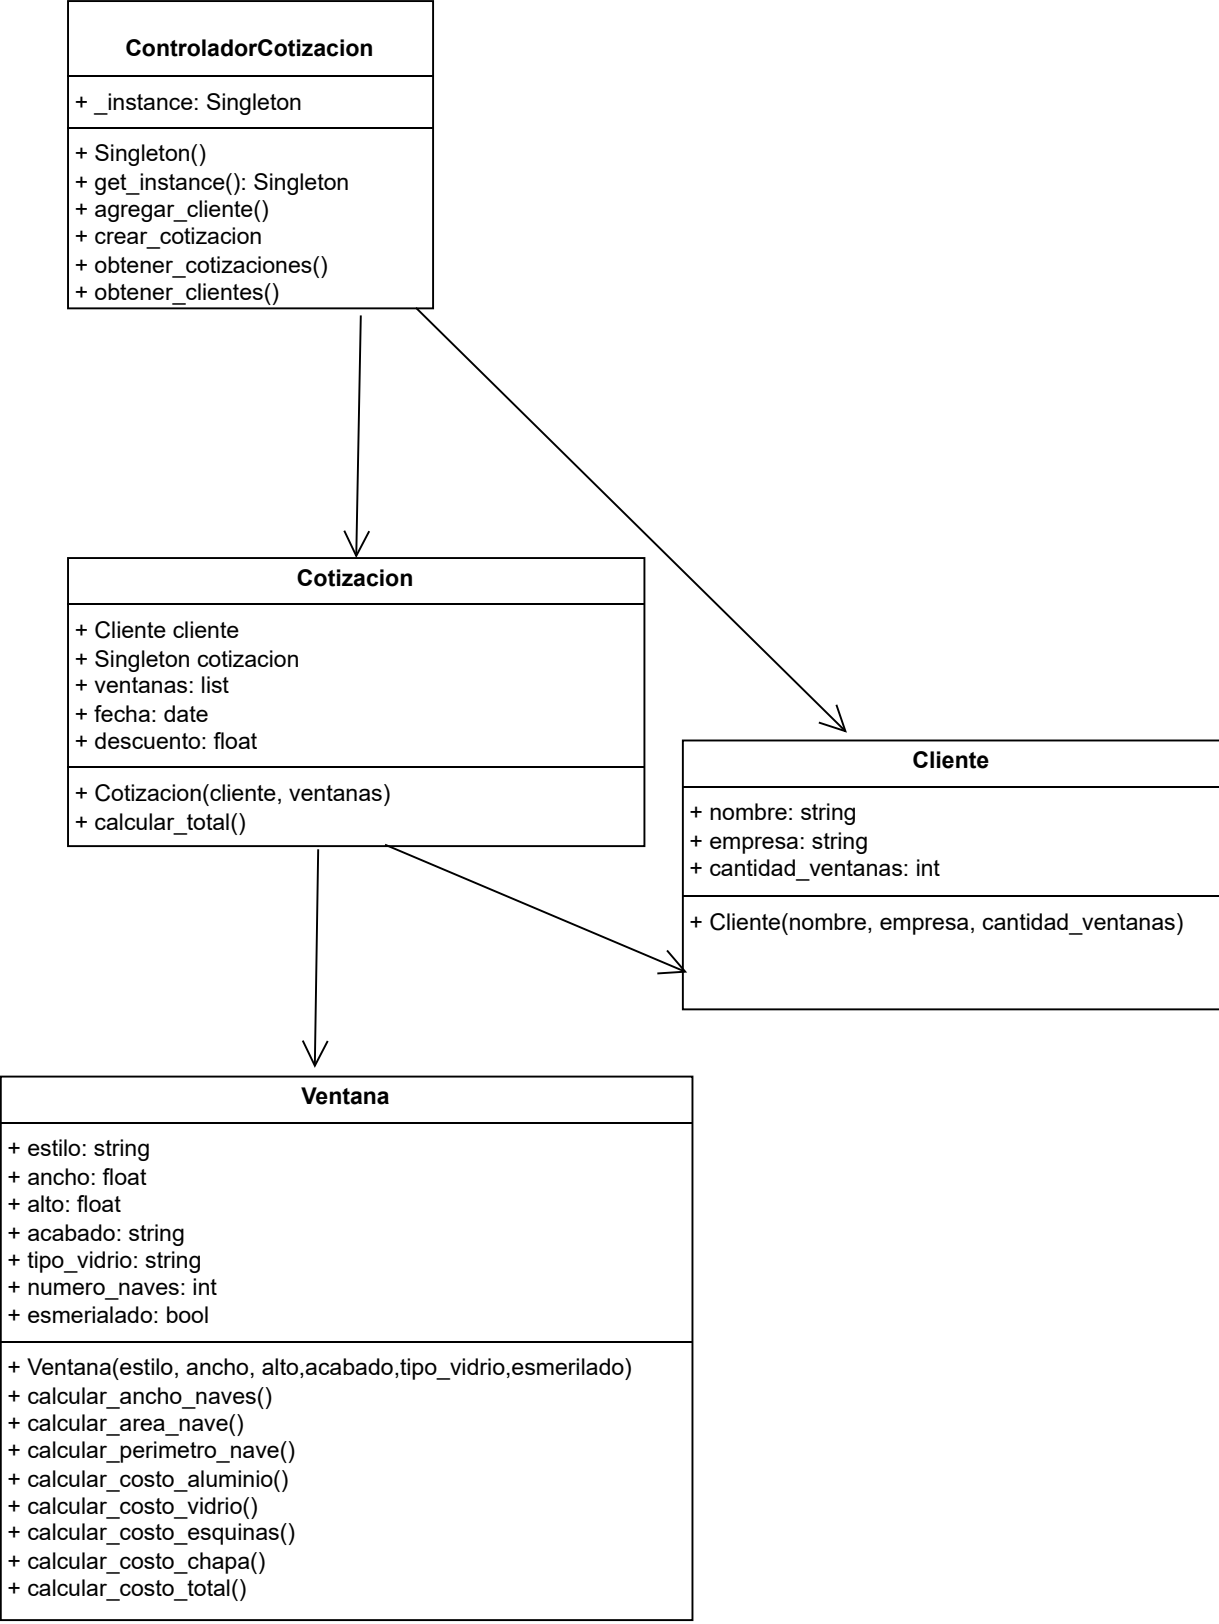 ControladorCotizacion
+ _instance: Singleton
+ Singleton()
+ get_instance(): Singleton
+ agregar_cliente()
+ crear_cotizacion
+ obtener_cotizaciones()
+ obtener_clientes()
Cotizacion
+ Cliente cliente
+ Singleton cotizacion
+ ventanas: list
+ fecha: date
+ descuento: float
+ Cotizacion(cliente, ventanas)
+ calcular_total()
Cliente
+ nombre: string
+ empresa: string
+ cantidad_ventanas: int
+ Cliente(nombre, empresa, cantidad_ventanas)
Ventana
+ estilo: string
+ ancho: float
+ alto: float
+ acabado: string
+ tipo_vidrio: string
+ numero_naves: int
+ esmerialado: bool
+ Ventana(estilo, ancho, alto,acabado,tipo_vidrio,esmerilado)
+ calcular_ancho_naves()
+ calcular_area_nave()
+ calcular_perimetro_nave()
+ calcular_costo_aluminio()
+ calcular_costo_vidrio()
+ calcular_costo_esquinas()
+ calcular_costo_chapa()
+ calcular_costo_total()